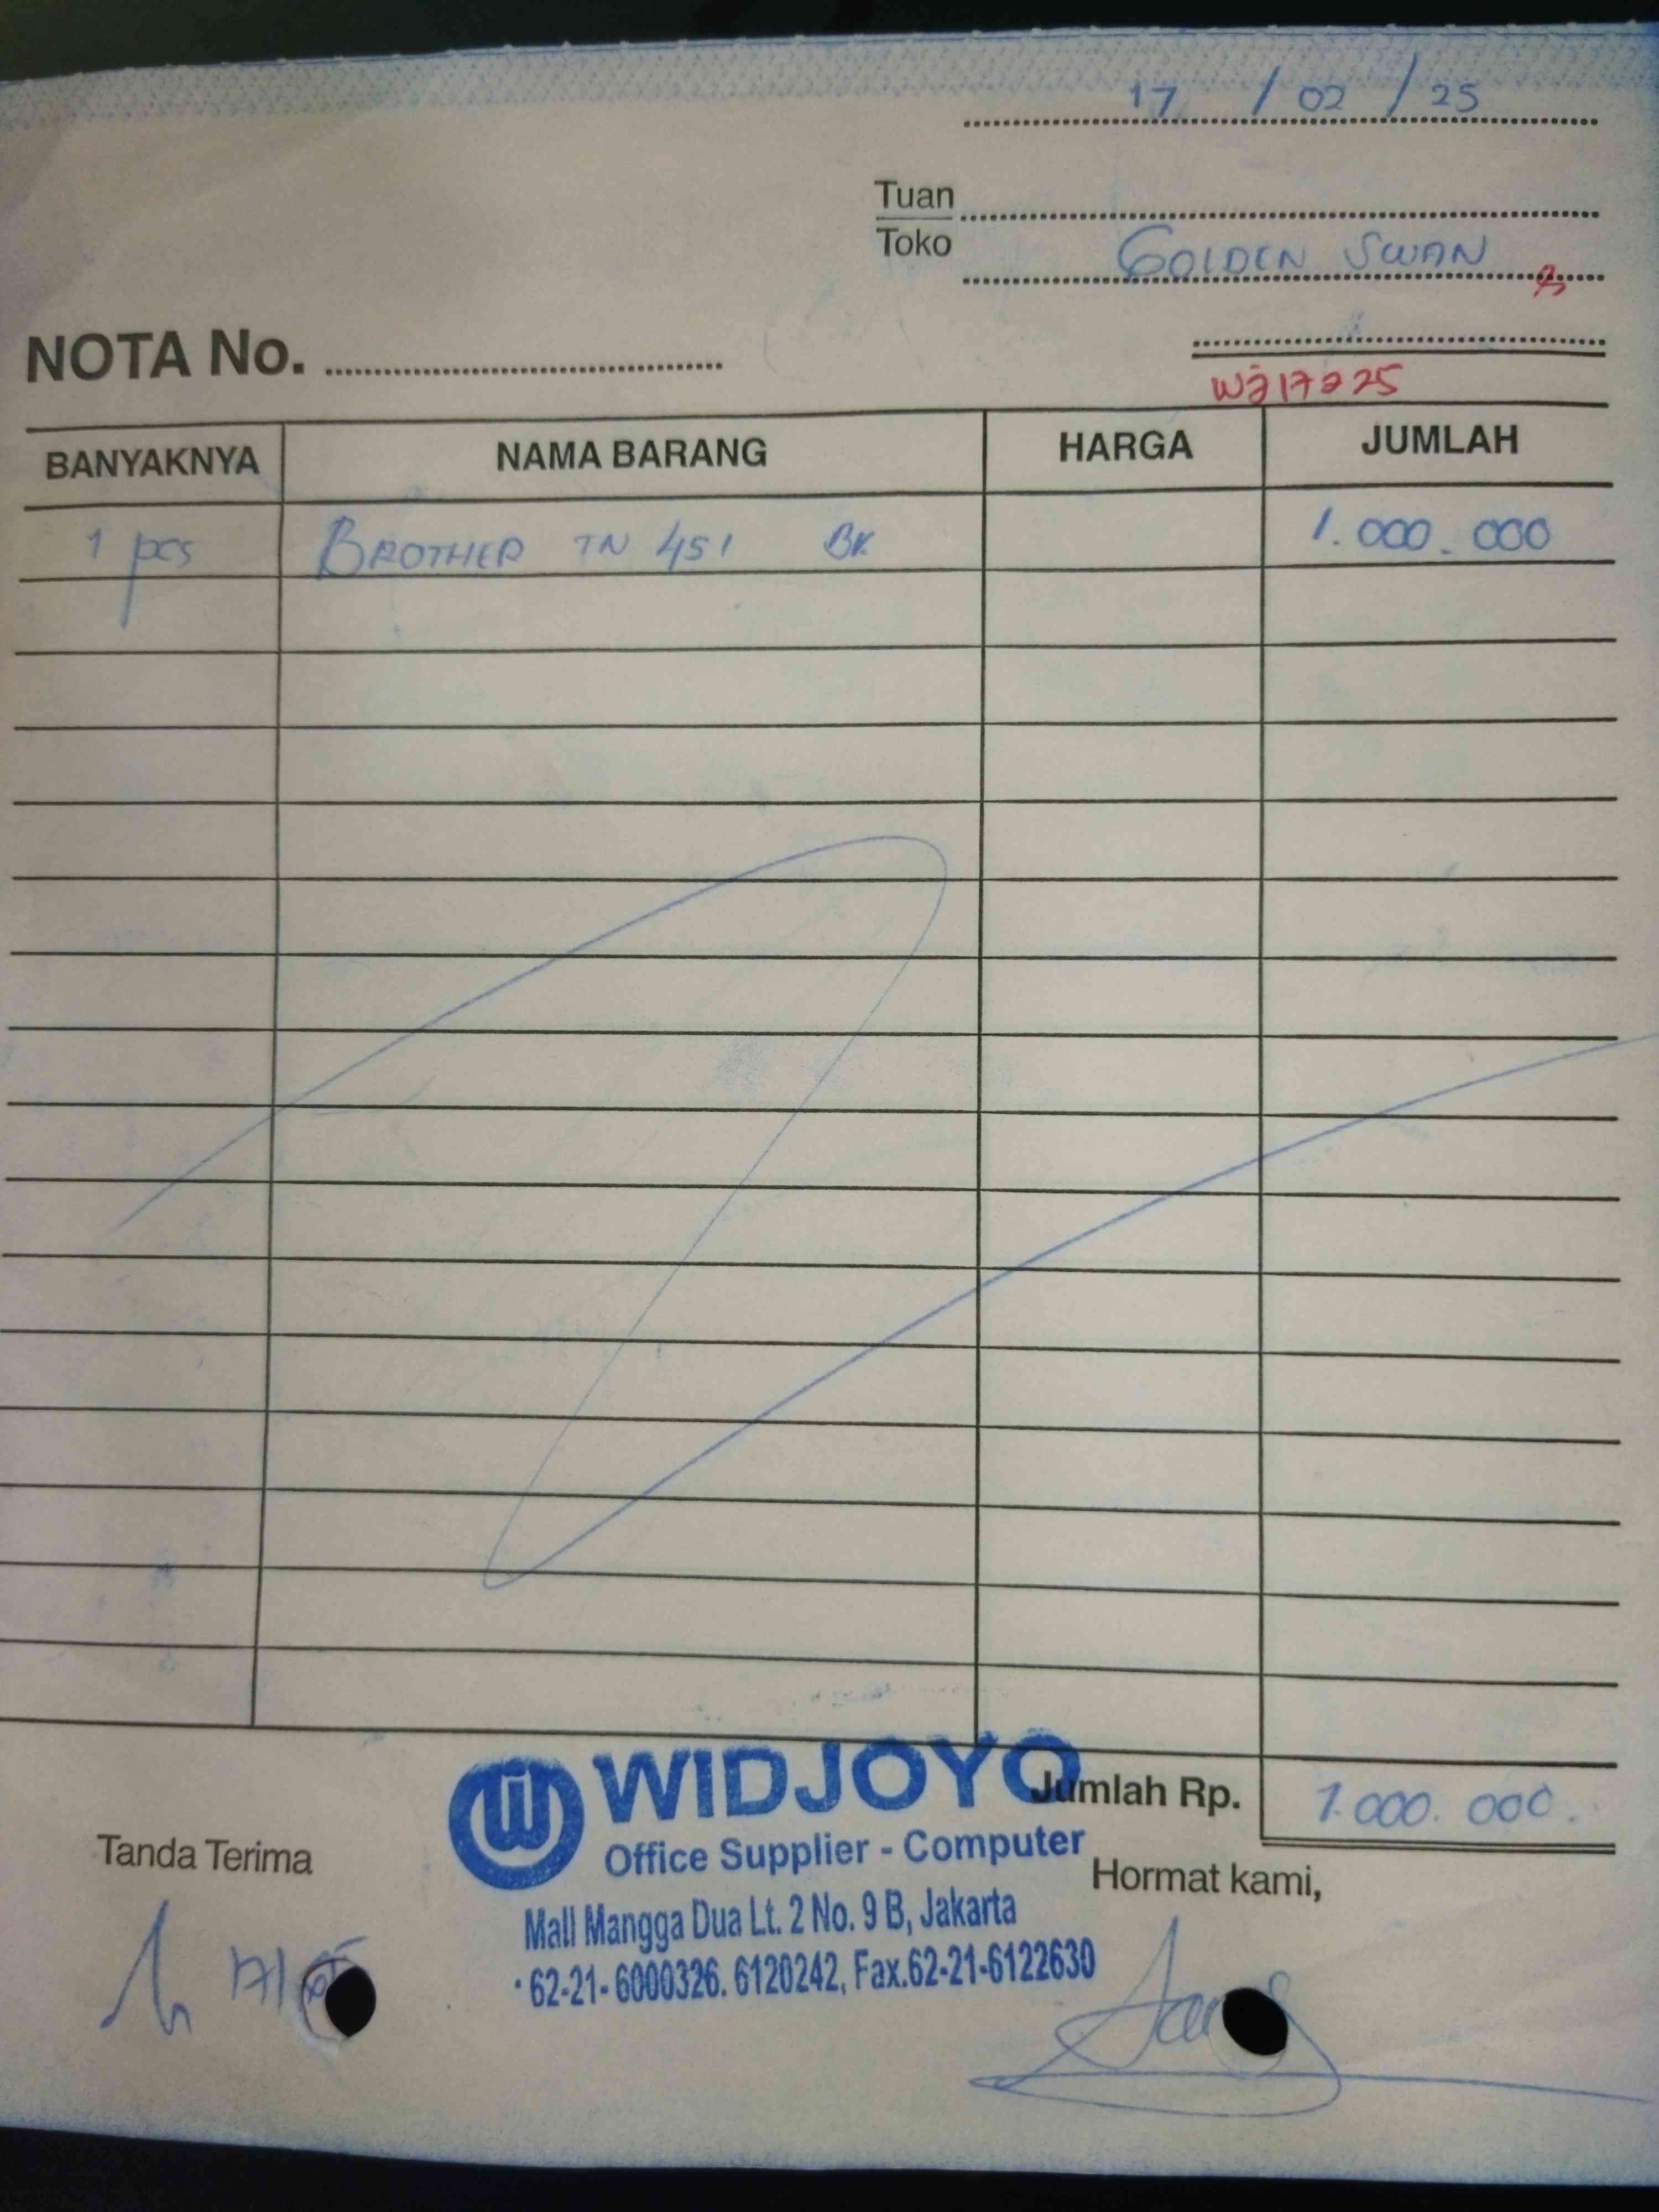 17 / 02 / 25
Tuan
Toko GOLDEN SWAN
NOTA No.
WJ17225
BANYAKNYA NAMA BARANG HARGA JUMLAH
1 pcs BROTHER TN 451 BK 1.000.000
WIDJOYO
Jumlah Rp. 1.000.000.
Office Supplier - Computer
Tanda Terima
Hormat kami,
Mall Mangga Dua Lt. 2 No. 9 B, Jakarta
62-21-6000326. 6120242, Fax.62-21-6122630